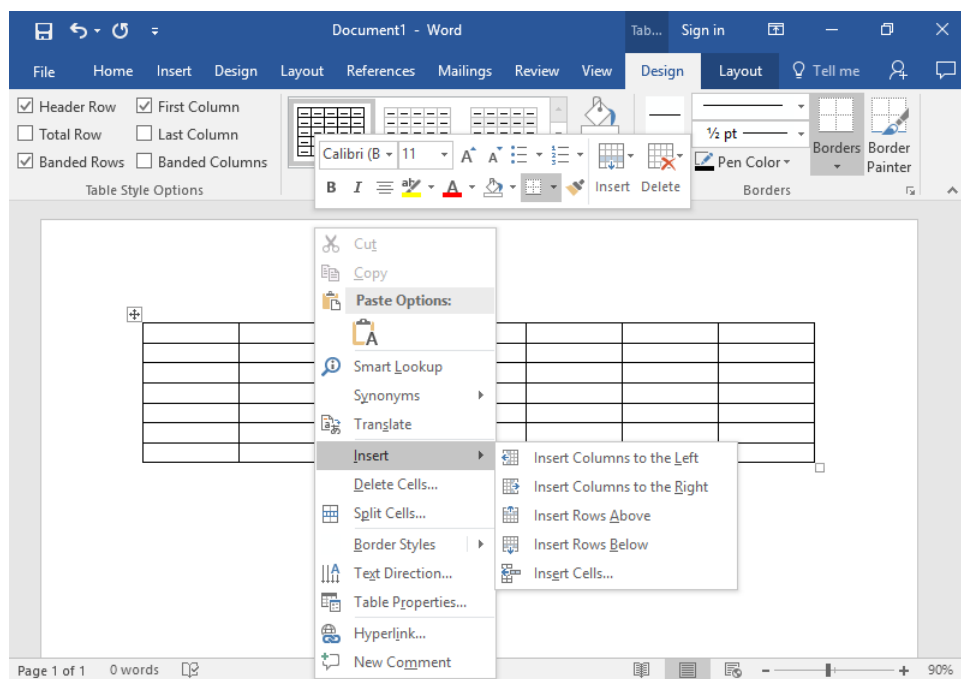 Document1 - Word
Tab... Sign in
File Home Insert Design Layout References Mailings Review View Design Layout Tell me
Header Row First Column
Total Row Last Column
Banded Rows Banded Columns
Table Style Options
½ pt
Pen Color
Borders
Border Painter
Borders
Calibri (B 11 A A
B I ab A Insert Delete
Cut
Copy
Paste Options:
A
Smart Lookup
Synonyms
Translate
Insert
Delete Cells...
Split Cells...
Border Styles
Text Direction...
Table Properties...
Hyperlink...
New Comment
Insert Columns to the Left
Insert Columns to the Right
Insert Rows Above
Insert Rows Below
Insert Cells...
Page 1 of 1 0 words 90%